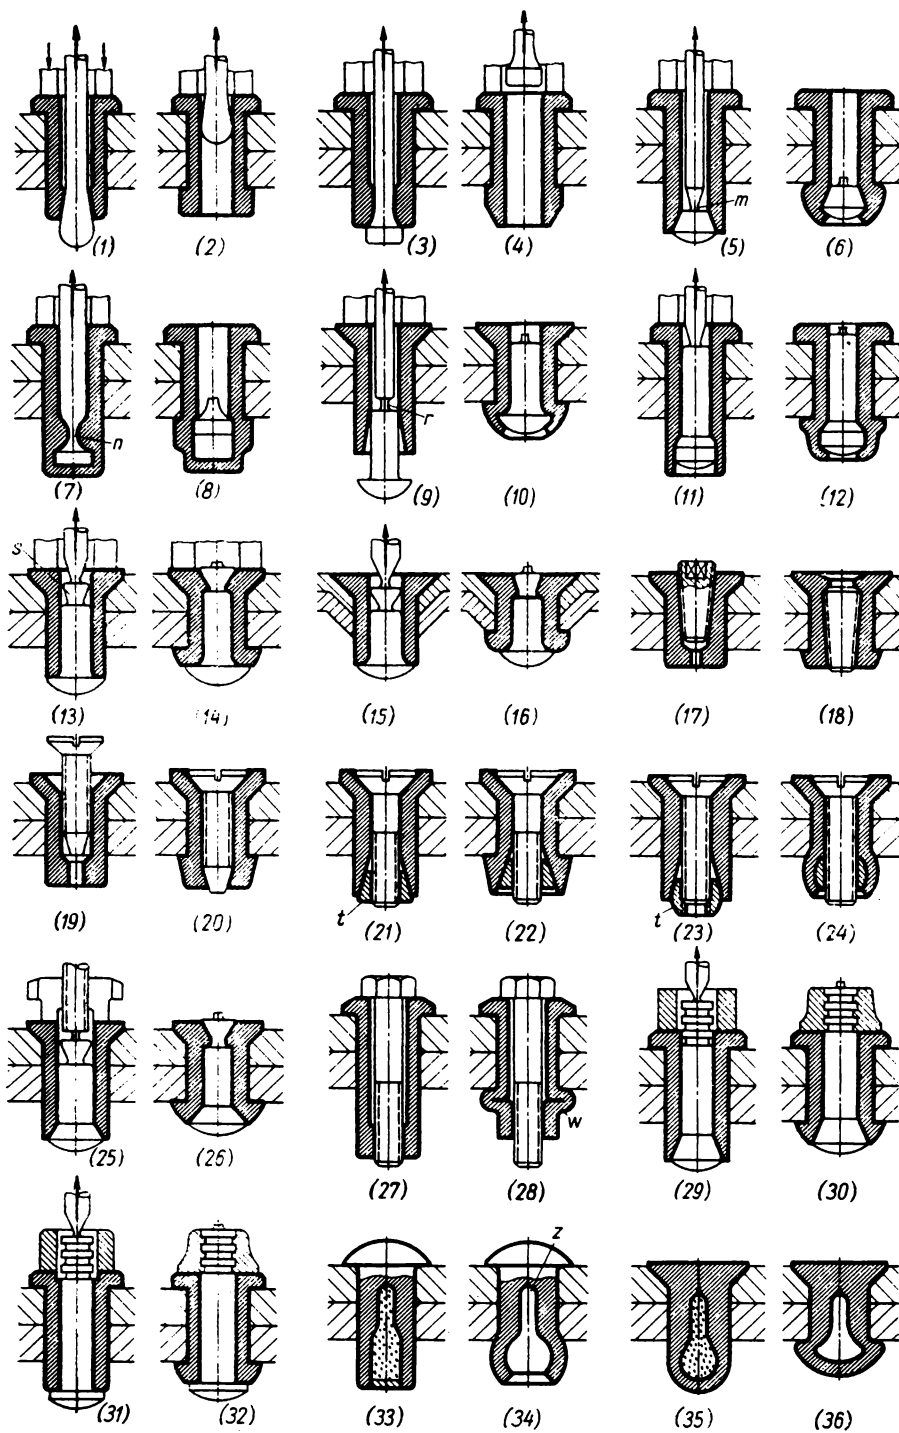 m
(1) (2) (3) (4) (5) (6)
n r
(7) (8) (9) (10) (11) (12)
s
(13) (14) (15) (16) (17) (18)
t t
(19) (20) (21) (22) (23) (24)
w
(25) (26) (27) (28) (29) (30)
z
(31) (32) (33) (34) (35) (36)